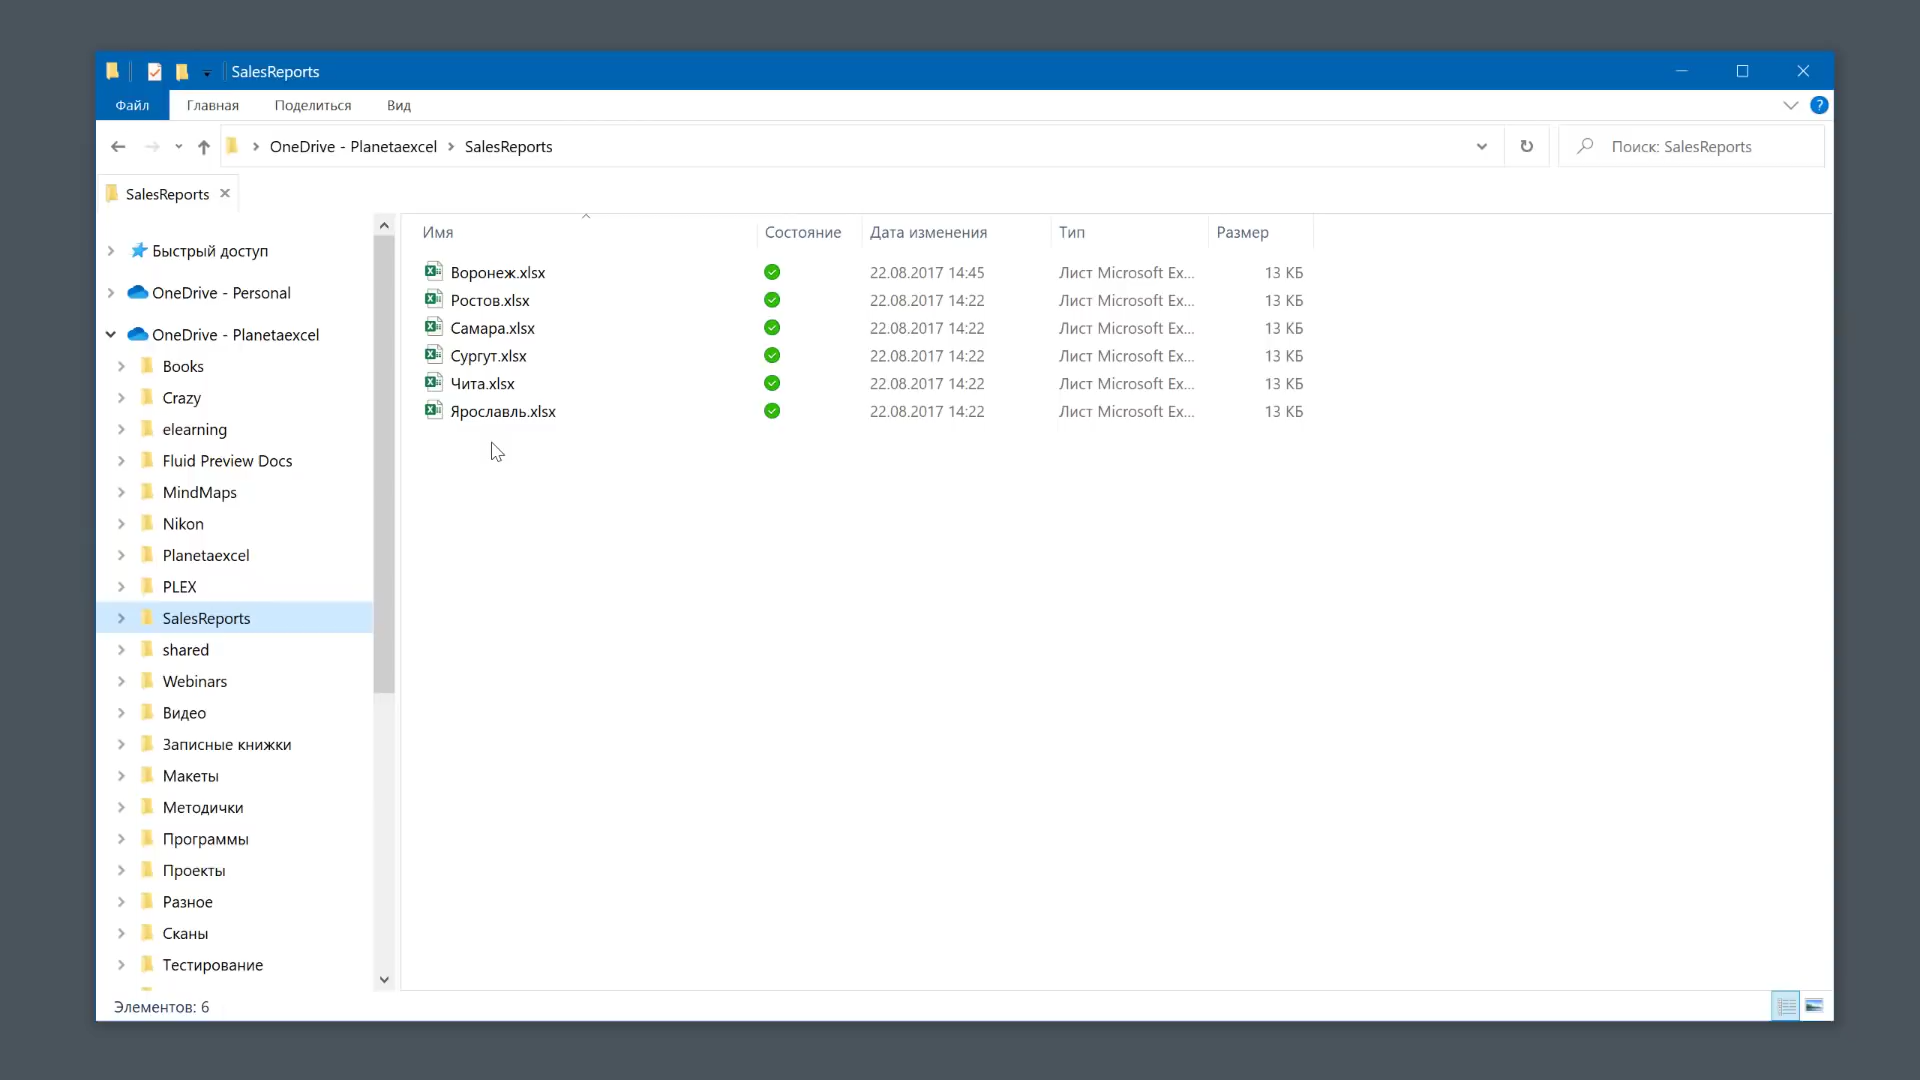 SalesReports
Файл Главная Поделиться Вид
OneDrive - Planetaexcel SalesReports
Поиск: SalesReports
SalesReports
Быстрый доступ
OneDrive - Personal
OneDrive - Planetaexcel
Books
Crazy
elearning
Fluid Preview Docs
MindMaps
Nikon
Planetaexcel
PLEX
SalesReports
shared
Webinars
Видео
Записные книжки
Макеты
Методички
Программы
Проекты
Разное
Сканы
Тестирование
Имя Состояние Дата изменения Тип Размер
Воронеж.xlsx 22.08.2017 14:45 Лист Microsoft Ex... 13 КБ
Ростов.xlsx 22.08.2017 14:22 Лист Microsoft Ex... 13 КБ
Самара.xlsx 22.08.2017 14:22 Лист Microsoft Ex... 13 КБ
Сургут.xlsx 22.08.2017 14:22 Лист Microsoft Ex... 13 КБ
Чита.xlsx 22.08.2017 14:22 Лист Microsoft Ex... 13 КБ
Ярославль.xlsx 22.08.2017 14:22 Лист Microsoft Ex... 13 КБ
Элементов: 6